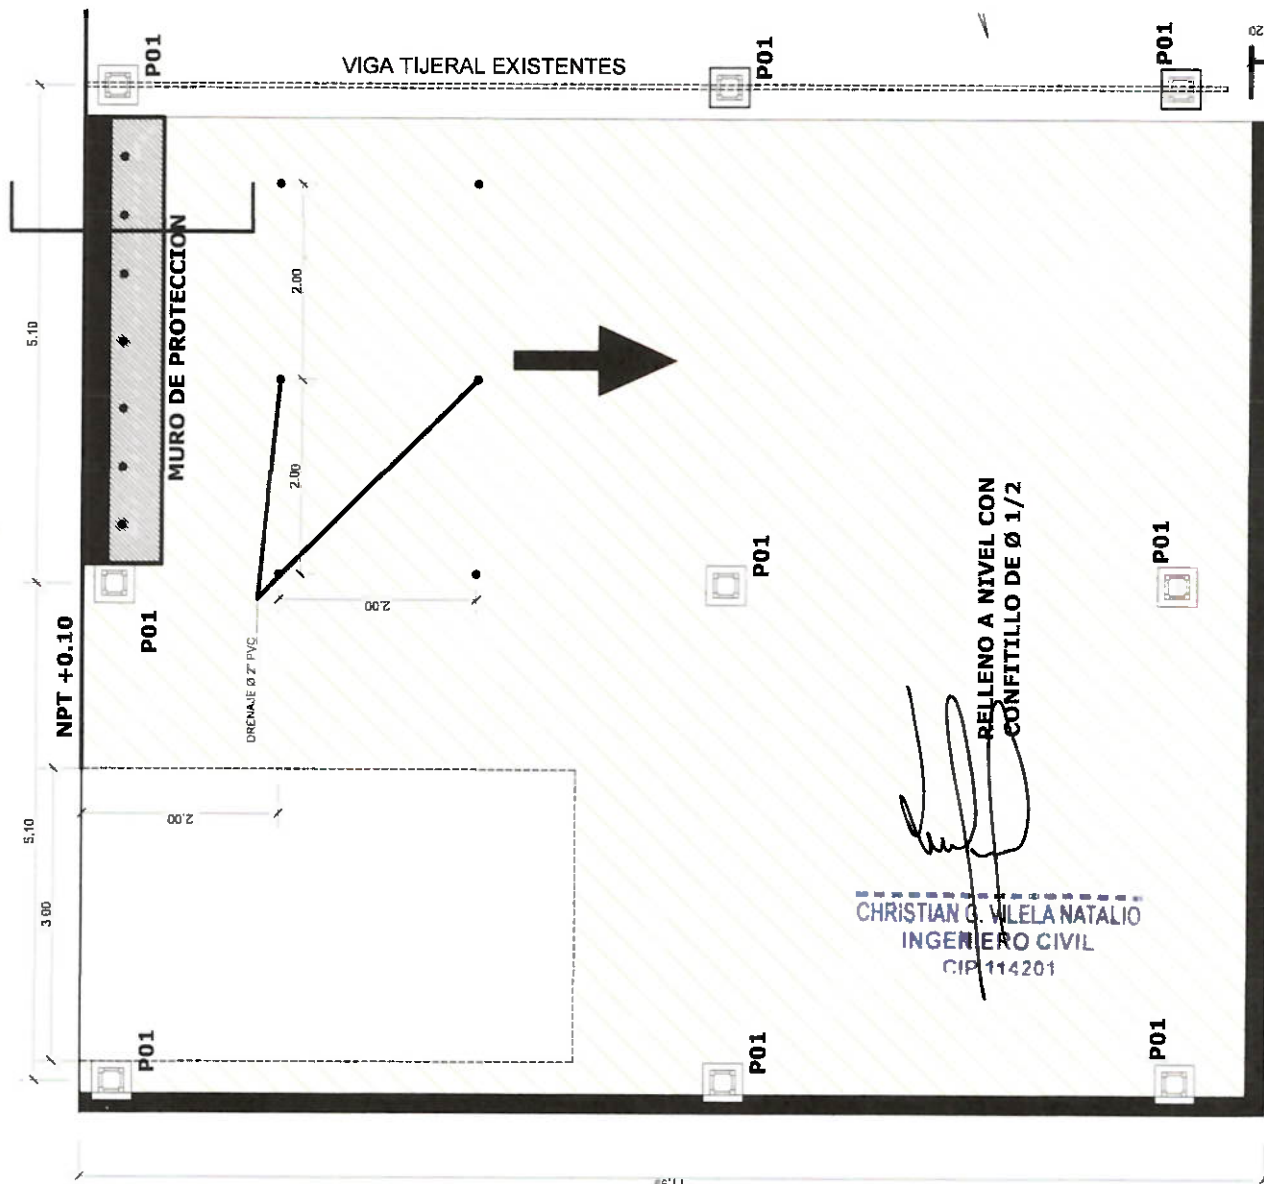 VIGA TIJERAL EXISTENTES
P01
P01
P01
20
5.10
MURO DE PROTECCION
2.00
2.00
2.00
P01
P01
P01
NPT +0.10
DRENAJE Ø 2" PVC
RELLENO A NIVEL CON
CONFITILLO DE Ø 1/2
5.10
3.00
2.00
CHRISTIAN G. VILELA NATALIO
INGENIERO CIVIL
CIP 114201
P01
P01
P01